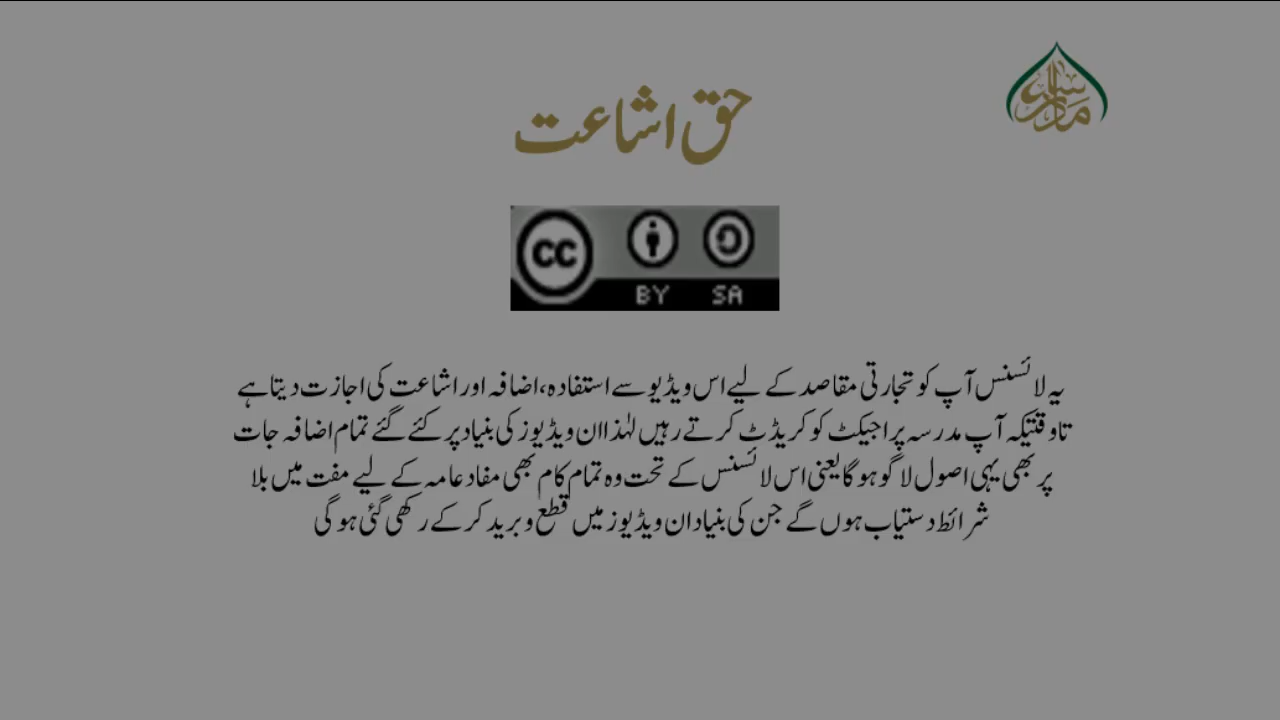 مدرسہ
حق اشاعت
CC
BY SA
یہ لائسنس آپ کو تجارتی مقاصد کے لیے اس ویڈیو سے استفادہ، اضافہ اور اشاعت کی اجازت دیتا ہے
تاوقتیکہ آپ مدرسہ پراجیکٹ کو کریڈٹ کرتے رہیں لہٰذا ان ویڈیوز کی بنیاد پر کئے گئے تمام اضافہ جات
پر بھی یہی اصول لاگو ہوگا یعنی اس لائسنس کے تحت وہ تمام کام بھی مفاد عامہ کے لیے مفت میں بلا
شرائط دستیاب ہوں گے جن کی بنیاد ان ویڈیوز میں قطع و برید کر کے رکھی گئی ہوگی